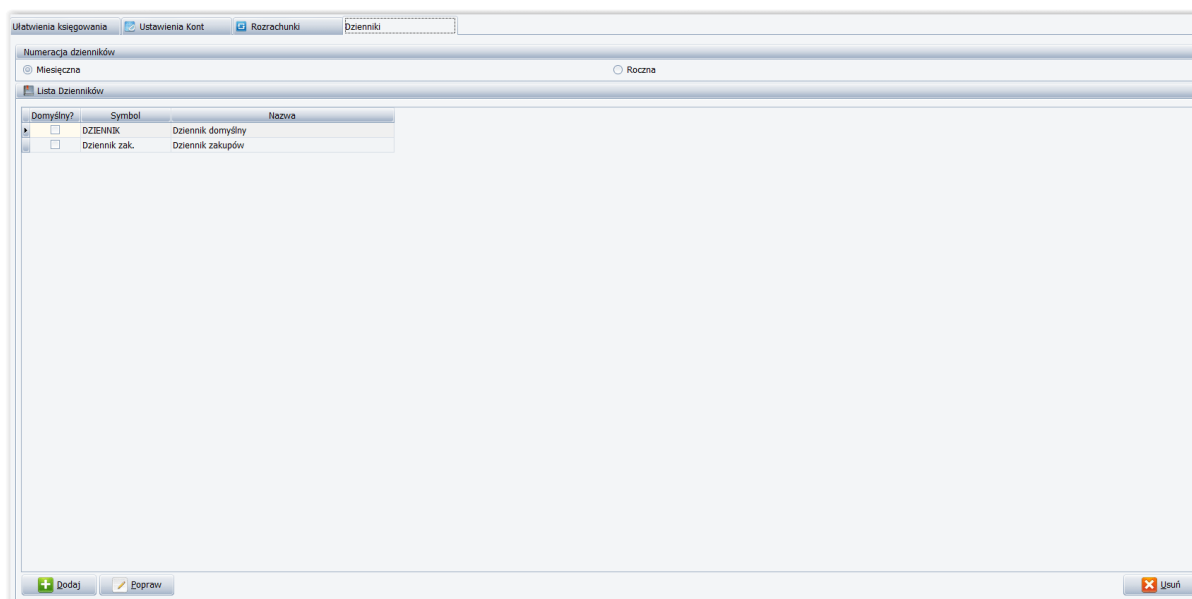 Ułatwienia księgowania Ustawienia Kont Rozrachunki Dzienniki
Numeracja dzienników
Miesięczna Roczna
Lista Dzienników
Domyślny? Symbol Nazwa
DZIENNIK Dziennik domyślny
Dziennik zak. Dziennik zakupów
Dodaj Popraw Usuń